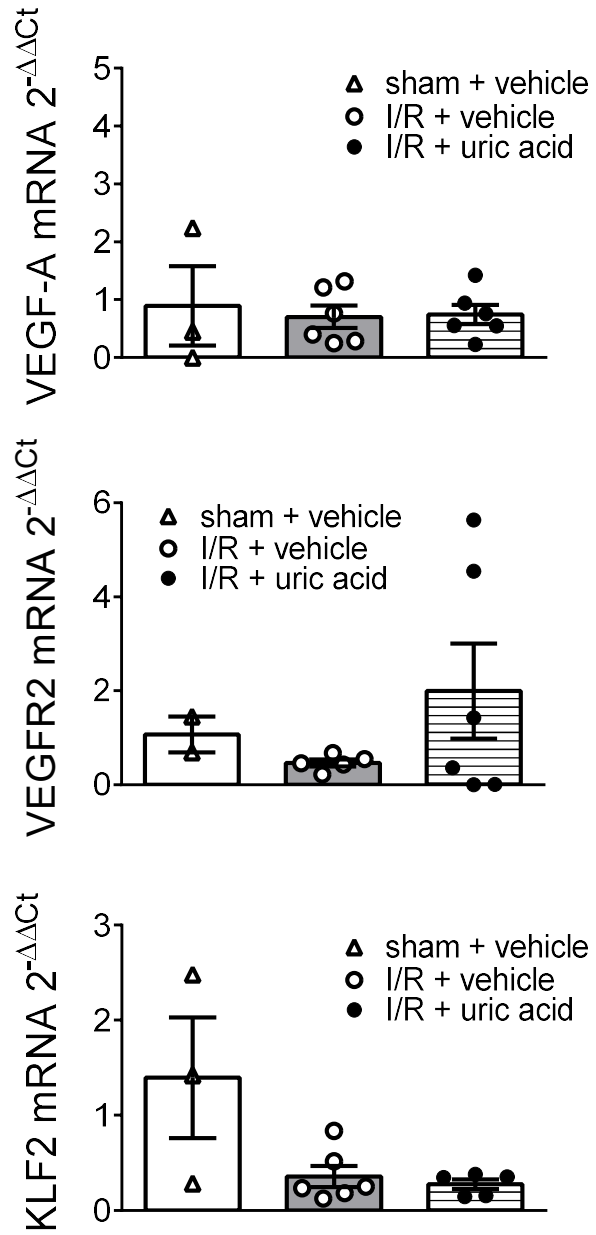 VEGF-A mRNA 2-ΔΔCt
5
4
3
2
1
0
sham + vehicle
I/R + vehicle
I/R + uric acid
VEGFR2 mRNA 2-ΔΔCt
6
4
2
0
sham + vehicle
I/R + vehicle
I/R + uric acid
KLF2 mRNA 2-ΔΔCt
3
2
1
0
sham + vehicle
I/R + vehicle
I/R + uric acid